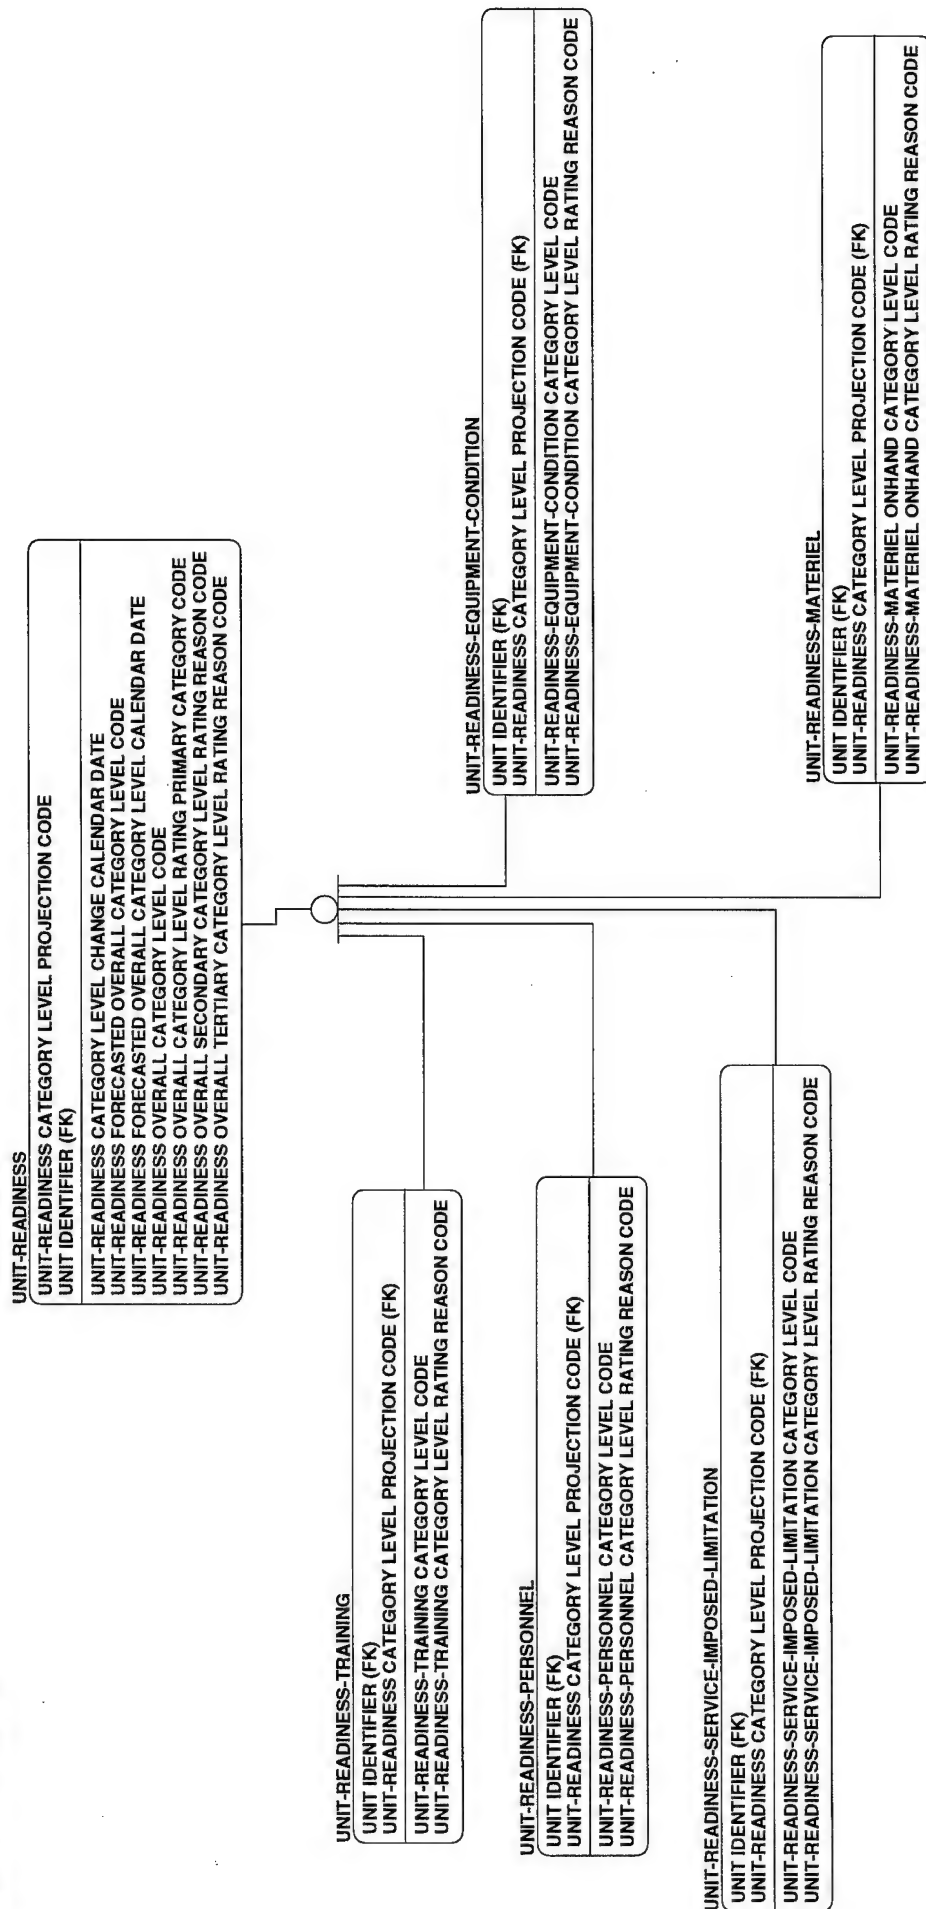 UNIT-READINESS
UNIT-READINESS CATEGORY LEVEL PROJECTION CODE
UNIT IDENTIFIER (FK)
UNIT-READINESS CATEGORY LEVEL CHANGE CALENDAR DATE
UNIT-READINESS FORECASTED OVERALL CATEGORY LEVEL CODE
UNIT-READINESS FORECASTED OVERALL CATEGORY LEVEL CALENDAR DATE
UNIT-READINESS OVERALL CATEGORY LEVEL CODE
UNIT-READINESS OVERALL CATEGORY LEVEL RATING PRIMARY CATEGORY CODE
UNIT-READINESS OVERALL SECONDARY CATEGORY LEVEL RATING REASON CODE
UNIT-READINESS OVERALL TERTIARY CATEGORY LEVEL RATING REASON CODE
UNIT-READINESS-TRAINING
UNIT IDENTIFIER (FK)
UNIT-READINESS CATEGORY LEVEL PROJECTION CODE (FK)
UNIT-READINESS-TRAINING CATEGORY LEVEL CODE
UNIT-READINESS-TRAINING CATEGORY LEVEL RATING REASON CODE
UNIT-READINESS-EQUIPMENT-CONDITION
UNIT IDENTIFIER (FK)
UNIT-READINESS CATEGORY LEVEL PROJECTION CODE (FK)
UNIT-READINESS-EQUIPMENT-CONDITION CATEGORY LEVEL CODE
UNIT-READINESS-EQUIPMENT-CONDITION CATEGORY LEVEL RATING REASON CODE
UNIT-READINESS-PERSONNEL
UNIT IDENTIFIER (FK)
UNIT-READINESS CATEGORY LEVEL PROJECTION CODE (FK)
UNIT-READINESS-PERSONNEL CATEGORY LEVEL CODE
UNIT-READINESS-PERSONNEL CATEGORY LEVEL RATING REASON CODE
UNIT-READINESS-SERVICE-IMPOSED-LIMITATION
UNIT IDENTIFIER (FK)
UNIT-READINESS CATEGORY LEVEL PROJECTION CODE (FK)
UNIT-READINESS-SERVICE-IMPOSED-LIMITATION CATEGORY LEVEL CODE
UNIT-READINESS-SERVICE-IMPOSED-LIMITATION CATEGORY LEVEL RATING REASON CODE
UNIT-READINESS-MATERIEL
UNIT IDENTIFIER (FK)
UNIT-READINESS CATEGORY LEVEL PROJECTION CODE (FK)
UNIT-READINESS-MATERIEL ONHAND CATEGORY LEVEL CODE
UNIT-READINESS-MATERIEL ONHAND CATEGORY LEVEL RATING REASON CODE